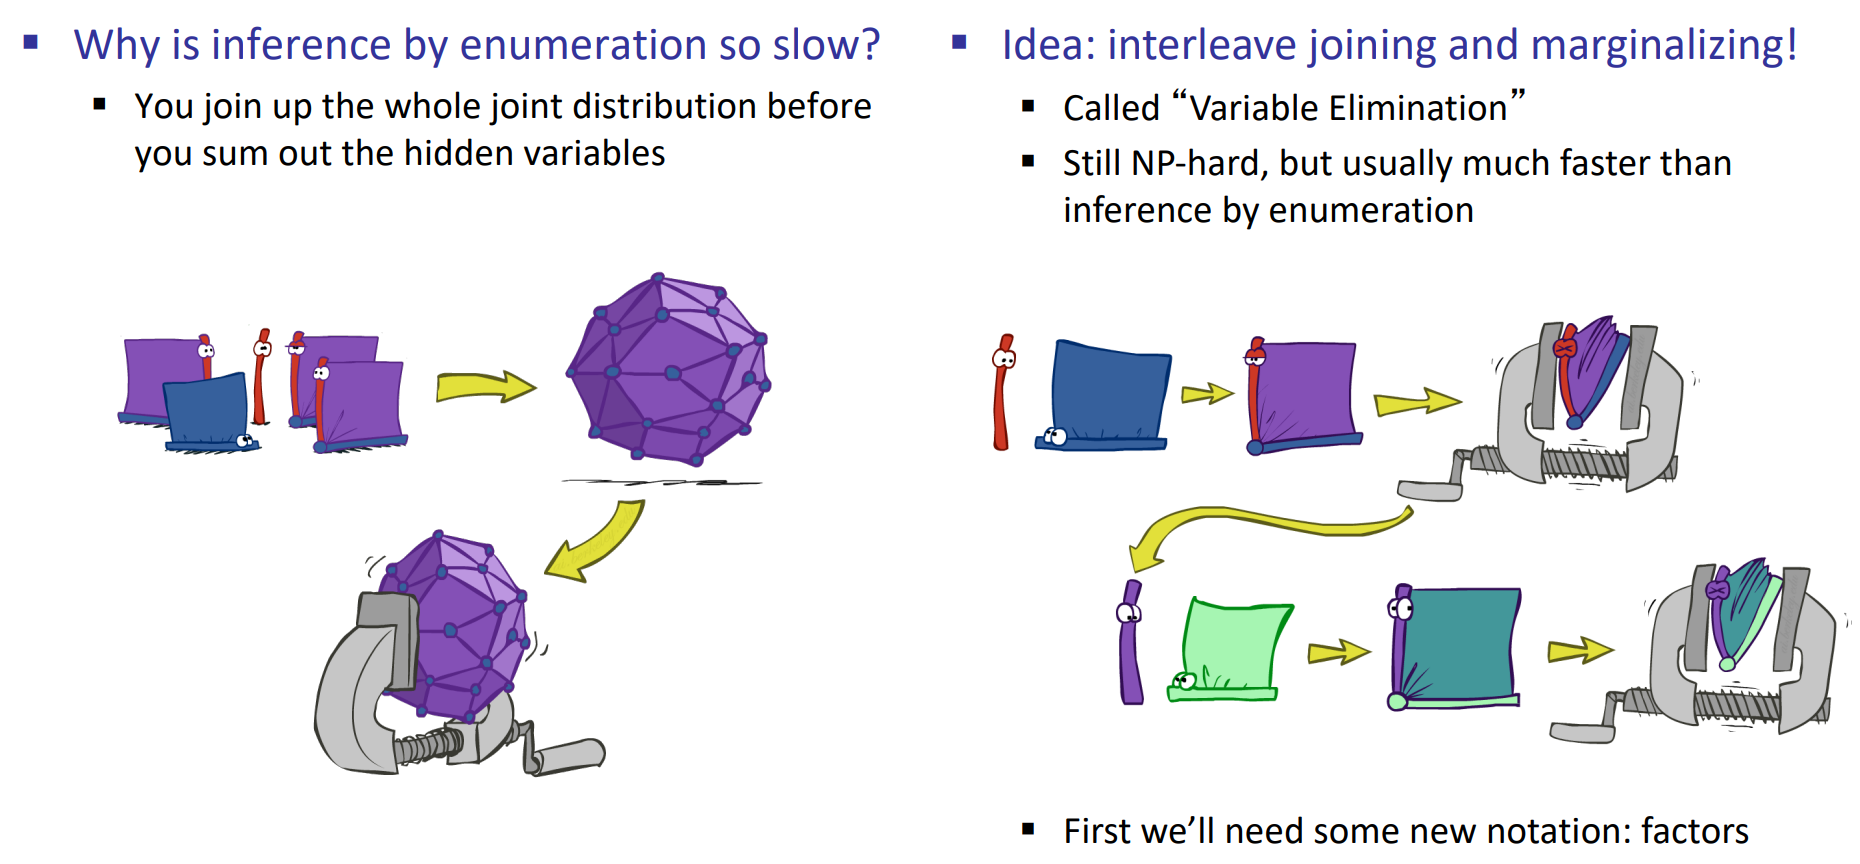 Why is inference by enumeration so slow?
You join up the whole joint distribution before
you sum out the hidden variables
Idea: interleave joining and marginalizing!
Called “Variable Elimination”
Still NP-hard, but usually much faster than
inference by enumeration
First we’ll need some new notation: factors